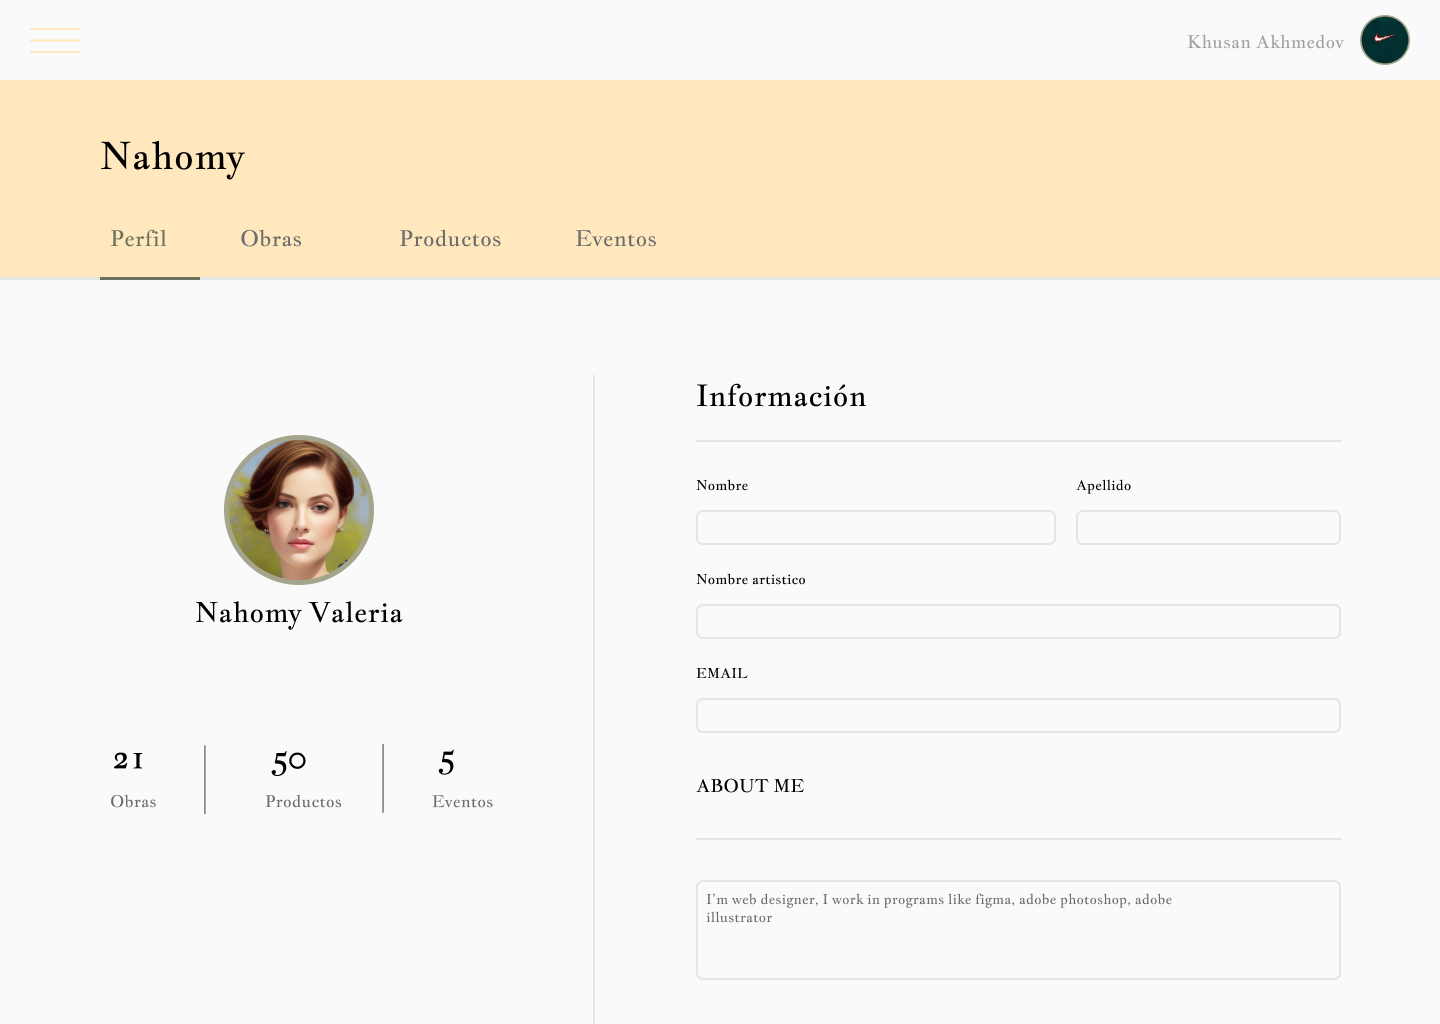 Khusan Akhmedov
Nahomy
Perfil
Obras
Productos
Eventos
Nahomy Valeria
21
50
5
Obras
Productos
Eventos
Información
Nombre
Apellido
Nombre artistico
EMAIL
ABOUT ME
I'm web designer, I work in programs like figma, adobe photoshop, adobe
illustrator